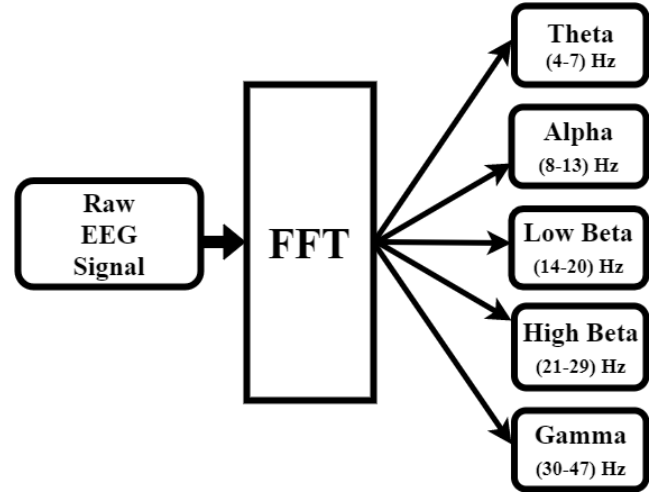 Raw
EEG
Signal
FFT
Theta
(4-7) Hz
Alpha
(8-13) Hz
Low Beta
(14-20) Hz
High Beta
(21-29) Hz
Gamma
(30-47) Hz